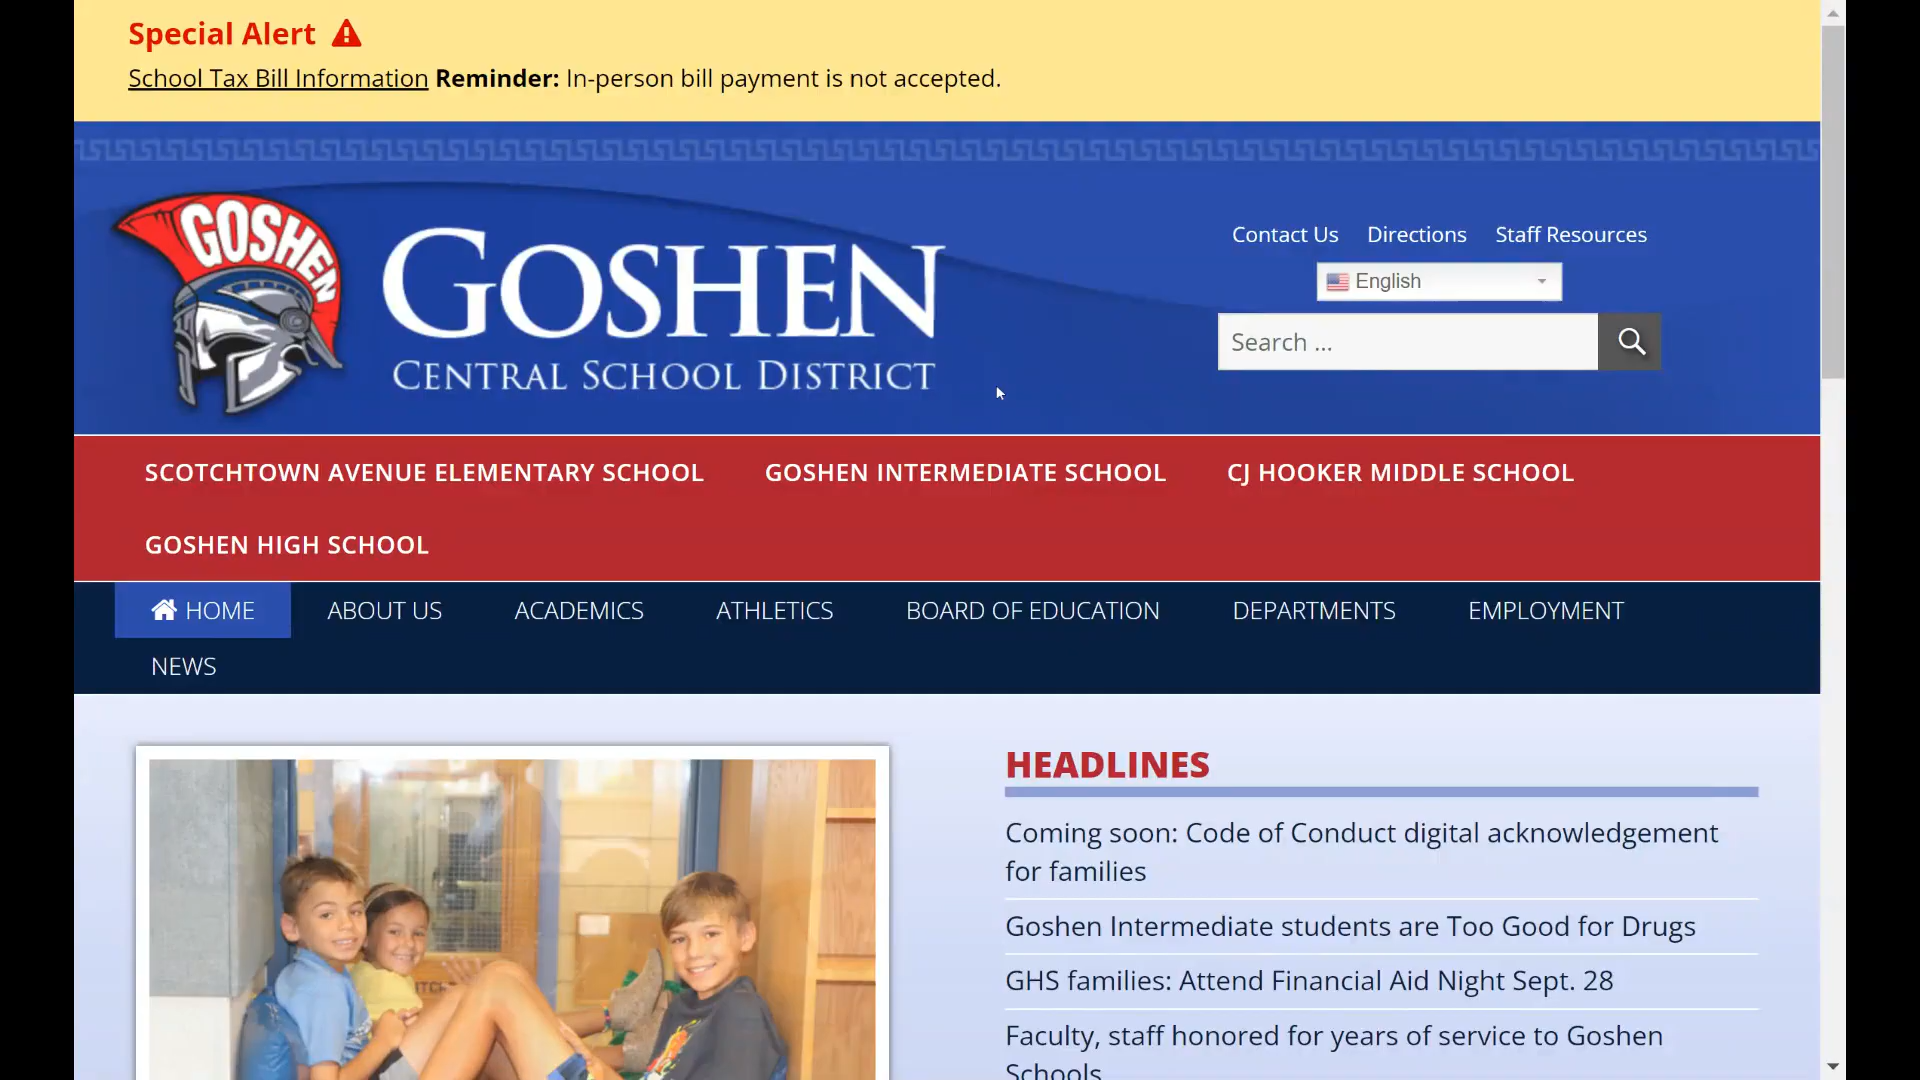 Special Alert
School Tax Bill Information Reminder: In-person bill payment is not accepted.
GOSHEN
GOSHEN
CENTRAL SCHOOL DISTRICT
Contact Us Directions Staff Resources
English
Search ...
SCOTCHTOWN AVENUE ELEMENTARY SCHOOL GOSHEN INTERMEDIATE SCHOOL CJ HOOKER MIDDLE SCHOOL
GOSHEN HIGH SCHOOL
HOME ABOUT US ACADEMICS ATHLETICS BOARD OF EDUCATION DEPARTMENTS EMPLOYMENT
NEWS
HEADLINES
Coming soon: Code of Conduct digital acknowledgement
for families
Goshen Intermediate students are Too Good for Drugs
GHS families: Attend Financial Aid Night Sept. 28
Faculty, staff honored for years of service to Goshen
Schools